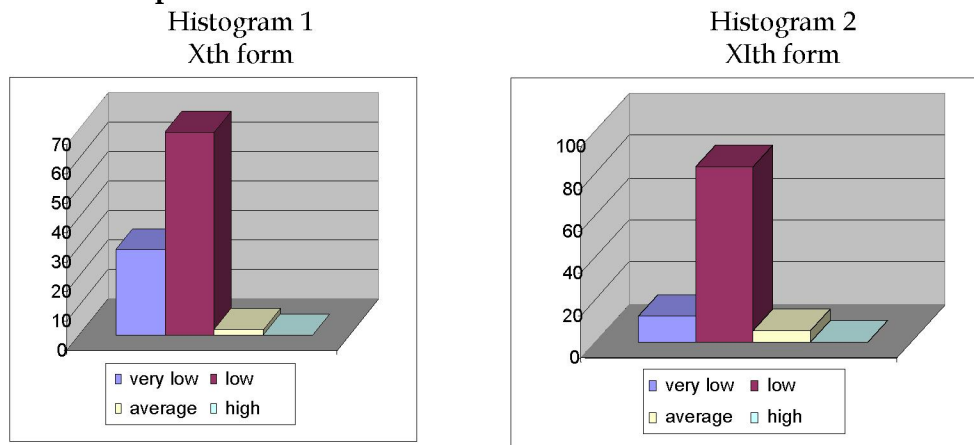 Histogram 1
Xth form
70
60
50
40
30
20
10
0
very low low
average high
Histogram 2
XIth form
100
80
60
40
20
0
very low low
average high